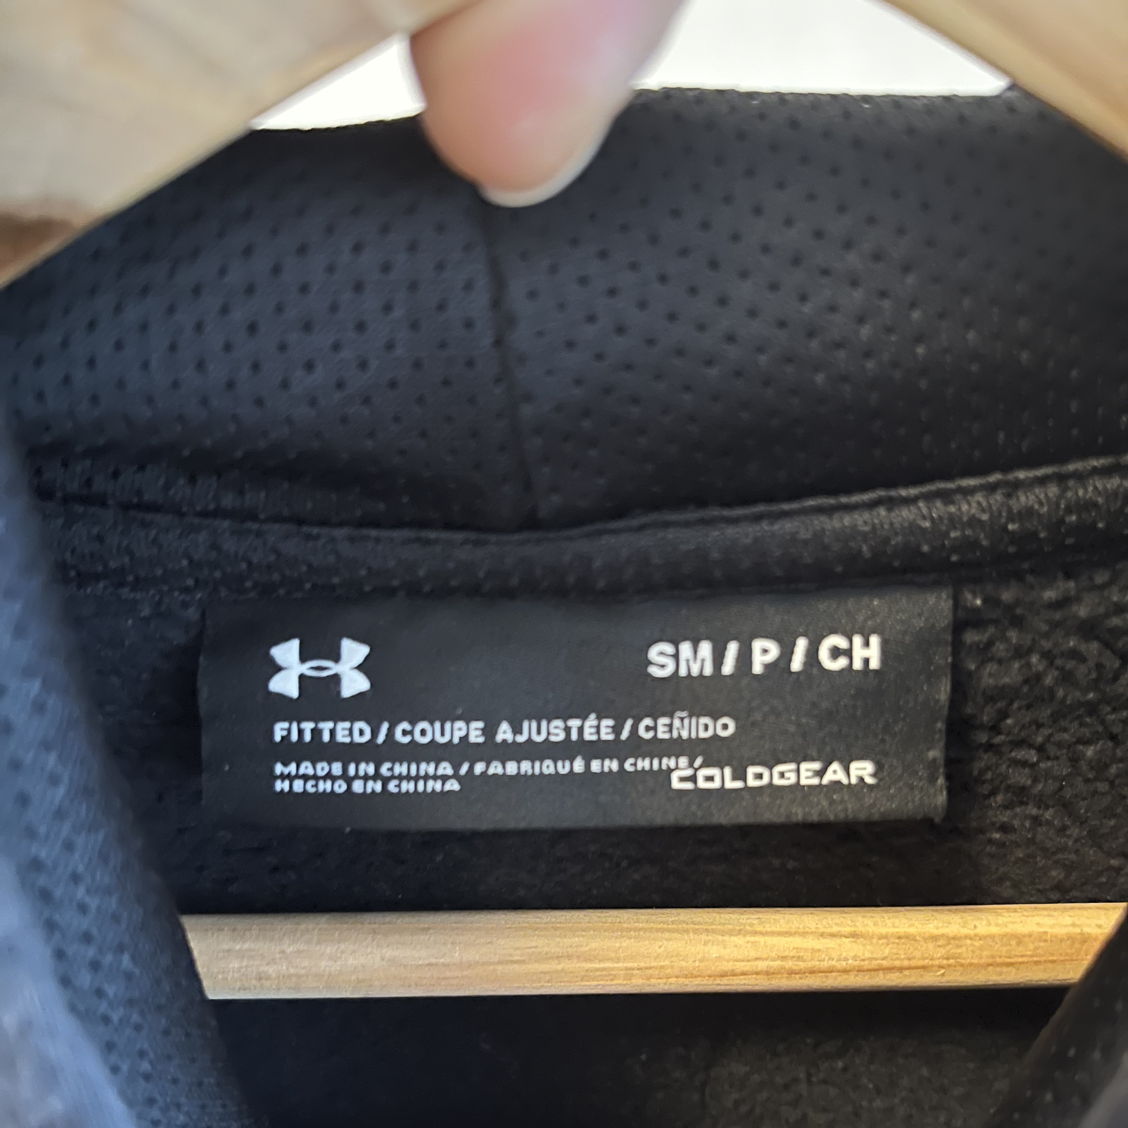 SM / P / CH
FITTED / COUPE AJUSTÉE / CEÑIDO
MADE IN CHINA / FABRIQUÉ EN CHINE /
HECHO EN CHINA
COLDGEAR